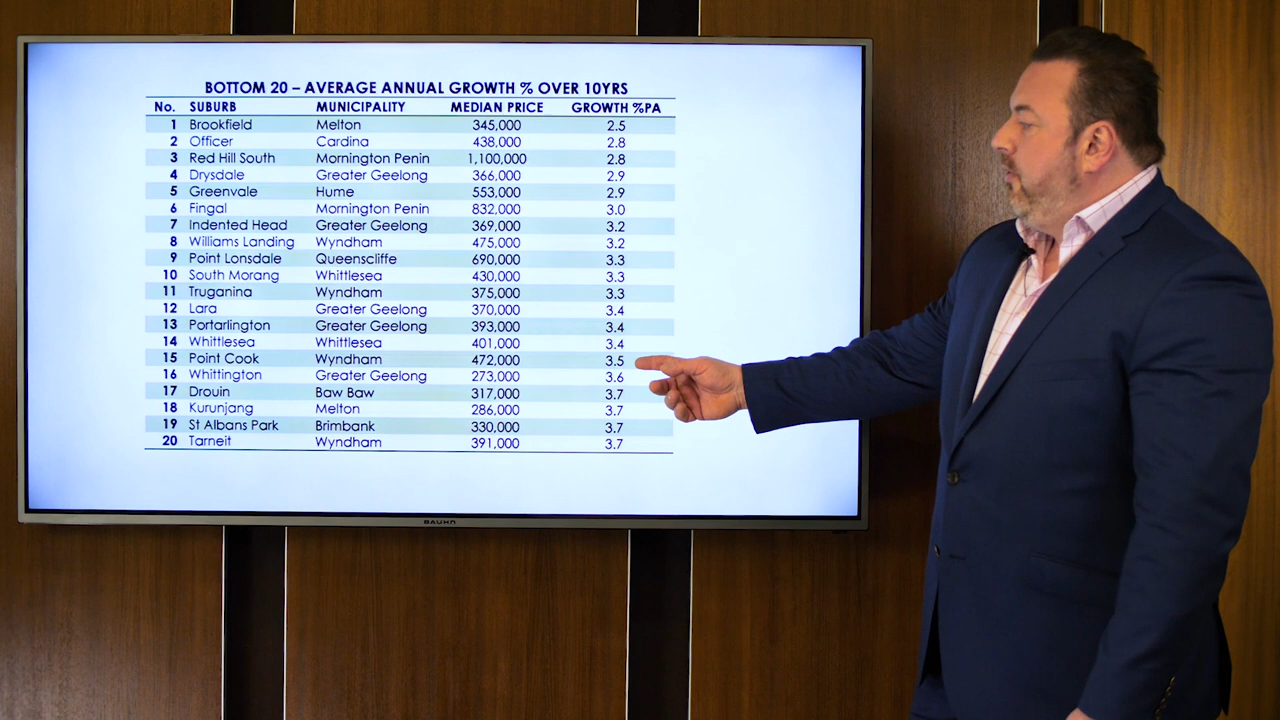 BOTTOM 20 – AVERAGE ANNUAL GROWTH % OVER 10YRS
No. SUBURB MUNICIPALITY MEDIAN PRICE GROWTH %PA
1 Brookfield Melton 345,000 2.5
2 Officer Cardina 438,000 2.8
3 Red Hill South Mornington Penin 1,100,000 2.8
4 Drysdale Greater Geelong 366,000 2.9
5 Greenvale Hume 553,000 2.9
6 Fingal Mornington Penin 832,000 3.0
7 Indented Head Greater Geelong 369,000 3.2
8 Williams Landing Wyndham 475,000 3.2
9 Point Lonsdale Queenscliffe 690,000 3.3
10 South Morang Whittlesea 430,000 3.3
11 Truganina Wyndham 375,000 3.3
12 Lara Greater Geelong 370,000 3.4
13 Portarlington Greater Geelong 393,000 3.4
14 Whittlesea Whittlesea 401,000 3.4
15 Point Cook Wyndham 472,000 3.5
16 Whittington Greater Geelong 273,000 3.6
17 Drouin Baw Baw 317,000 3.7
18 Kurunjang Melton 286,000 3.7
19 St Albans Park Brimbank 330,000 3.7
20 Tarneit Wyndham 391,000 3.7
BAUHN